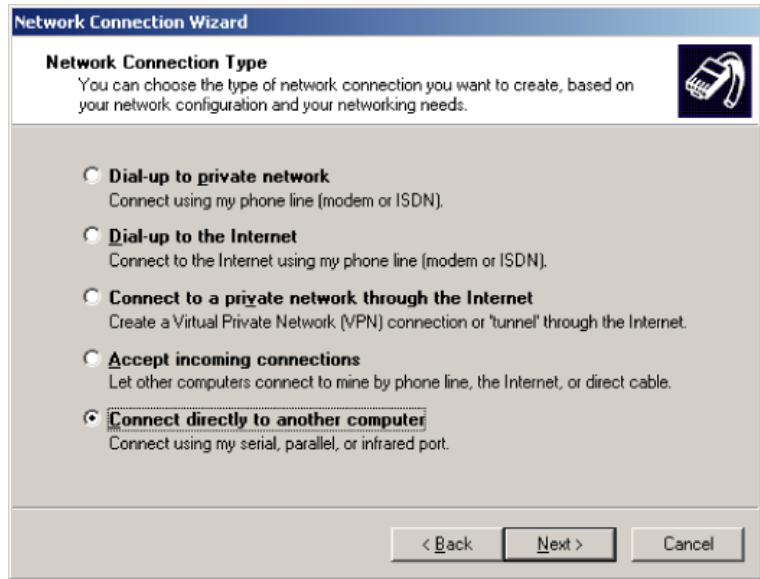 Network Connection Wizard
Network Connection Type
You can choose the type of network connection you want to create, based on
your network configuration and your networking needs.
Dial-up to private network
Connect using my phone line (modem or ISDN).
Dial-up to the Internet
Connect to the Internet using my phone line (modem or ISDN).
Connect to a private network through the Internet
Create a Virtual Private Network (VPN) connection or 'tunnel' through the Internet.
Accept incoming connections
Let other computers connect to mine by phone line, the Internet, or direct cable.
Connect directly to another computer
Connect using my serial, parallel, or infrared port.
< Back Next > Cancel